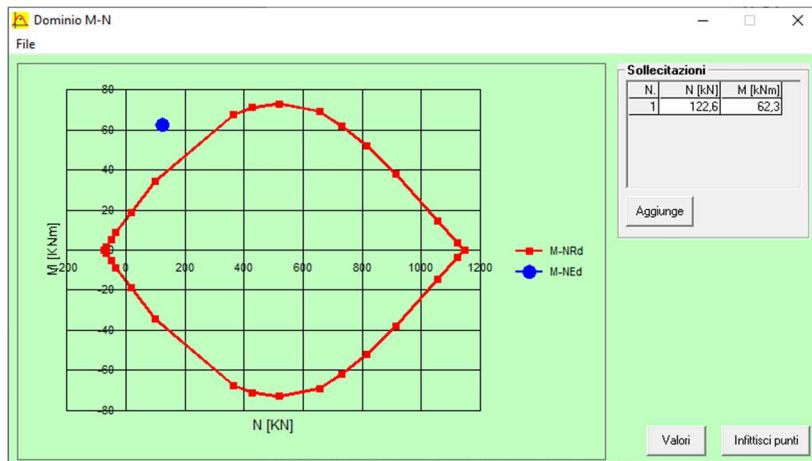 Dominio M-N
File
80
60
40
20
0
-20
-40
-60
-80
-200
0
200
400
600
800
1000
1200
M [KNm]
N [KN]
M-NRd
M-NEd
Sollecitazioni
N. N [kN] M [kNm]
1 122,6 62,3
Aggiunge
Valori
Infittisci punti